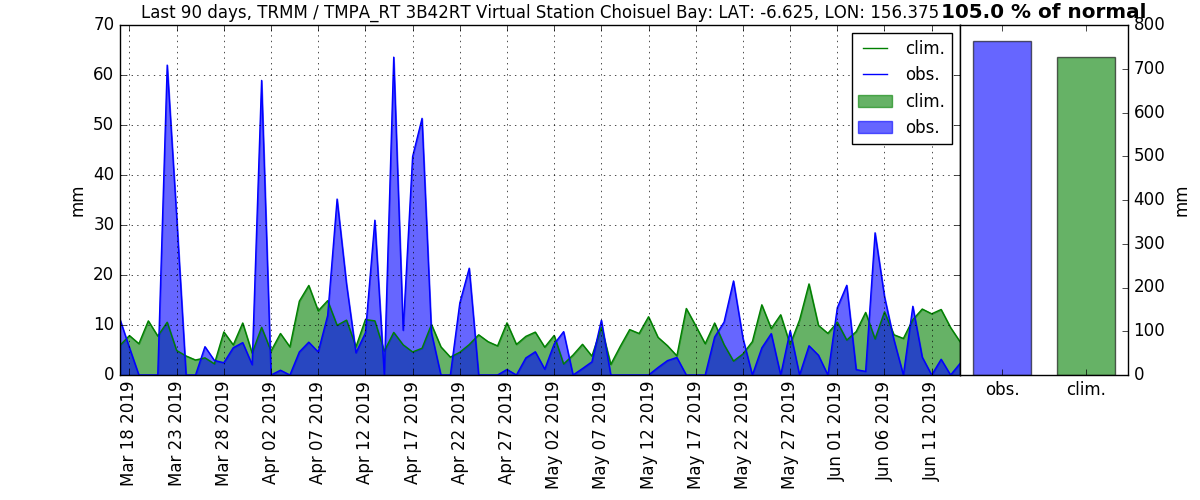 Last 90 days, TRMM / TMPA_RT 3B42RT Virtual Station Choisuel Bay: LAT: -6.625, LON: 156.375
105.0 % of normal
mm
70
60
50
40
30
20
10
0
clim.
obs.
clim.
obs.
Mar 18 2019
Mar 23 2019
Mar 28 2019
Apr 02 2019
Apr 07 2019
Apr 12 2019
Apr 17 2019
Apr 22 2019
Apr 27 2019
May 02 2019
May 07 2019
May 12 2019
May 17 2019
May 22 2019
May 27 2019
Jun 01 2019
Jun 06 2019
Jun 11 2019
800
700
600
500
400
300
200
100
0
mm
obs.
clim.